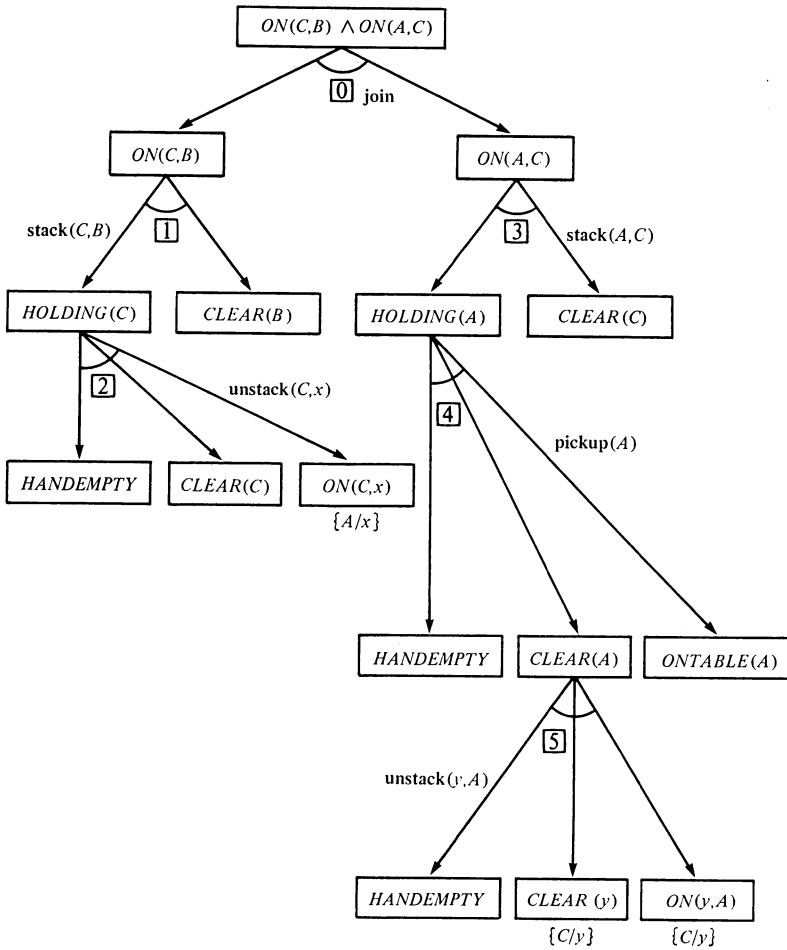 ON(C,B) ∧ ON(A,C)
0 join
ON(C,B)
ON(A,C)
stack(C,B)
1
3
stack(A,C)
HOLDING(C)
CLEAR(B)
HOLDING(A)
CLEAR(C)
2
unstack(C,x)
4
pickup(A)
HANDEMPTY
CLEAR(C)
ON(C,x)
{A/x}
HANDEMPTY
CLEAR(A)
ONTABLE(A)
5
unstack(y,A)
HANDEMPTY
CLEAR (y)
ON(y,A)
{C/y}
{C/y}